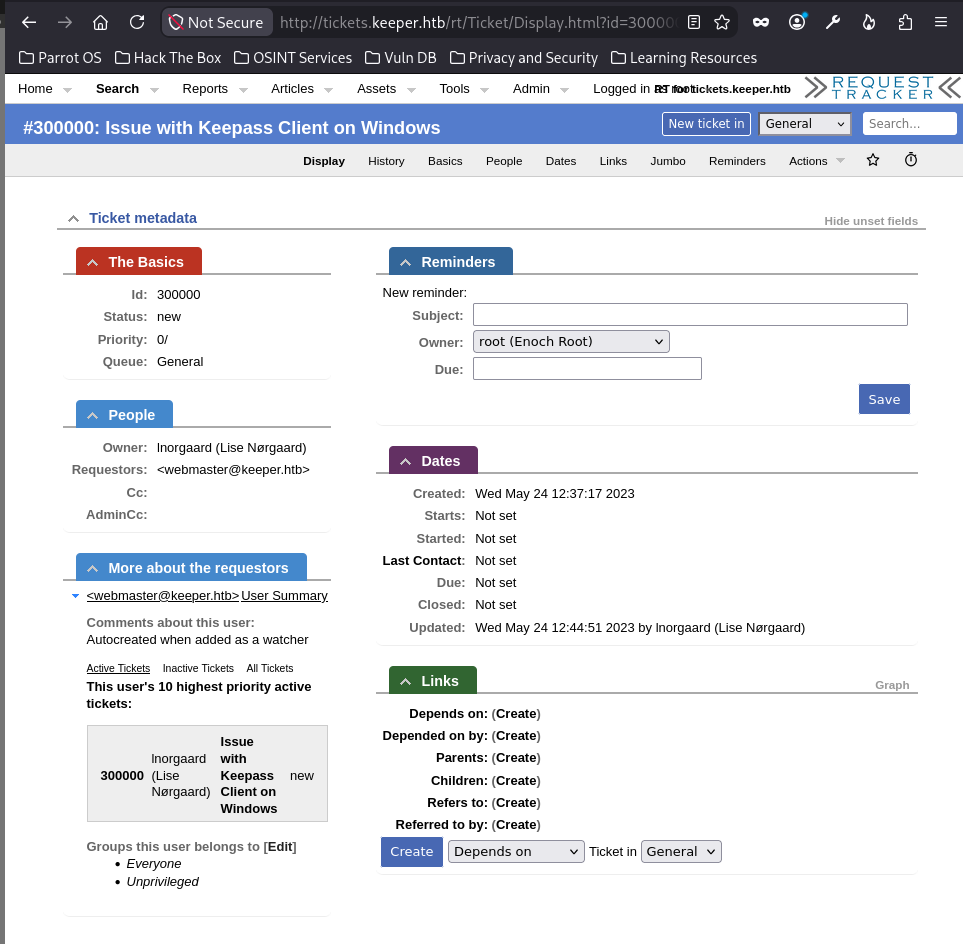 Not Secure
http://tickets.keeper.htb/rt/Ticket/Display.html?id=30000
Parrot OS Hack The Box OSINT Services Vuln DB Privacy and Security Learning Resources
Home Search Reports Articles Assets Tools Admin Logged in as root RT for tickets.keeper.htb
REQUEST
TRACKER
#300000: Issue with Keepass Client on Windows
New ticket in General Search...
Display History Basics People Dates Links Jumbo Reminders Actions
Ticket metadata
Hide unset fields
The Basics
Id: 300000
Status: new
Priority: 0/
Queue: General
People
Owner: lnorgaard (Lise Nørgaard)
Requestors: <webmaster@keeper.htb>
Cc:
AdminCc:
More about the requestors
<webmaster@keeper.htb> User Summary
Comments about this user:
Autocreated when added as a watcher
Active Tickets Inactive Tickets All Tickets
This user's 10 highest priority active
tickets:
300000
lnorgaard
(Lise
Nørgaard)
Issue
with
Keepass
Client on
Windows
new
Groups this user belongs to [Edit]
• Everyone
• Unprivileged
Reminders
New reminder:
Subject:
Owner: root (Enoch Root)
Due:
Save
Dates
Created: Wed May 24 12:37:17 2023
Starts: Not set
Started: Not set
Last Contact: Not set
Due: Not set
Closed: Not set
Updated: Wed May 24 12:44:51 2023 by lnorgaard (Lise Nørgaard)
Links
Graph
Depends on: (Create)
Depended on by: (Create)
Parents: (Create)
Children: (Create)
Refers to: (Create)
Referred to by: (Create)
Create Depends on Ticket in General